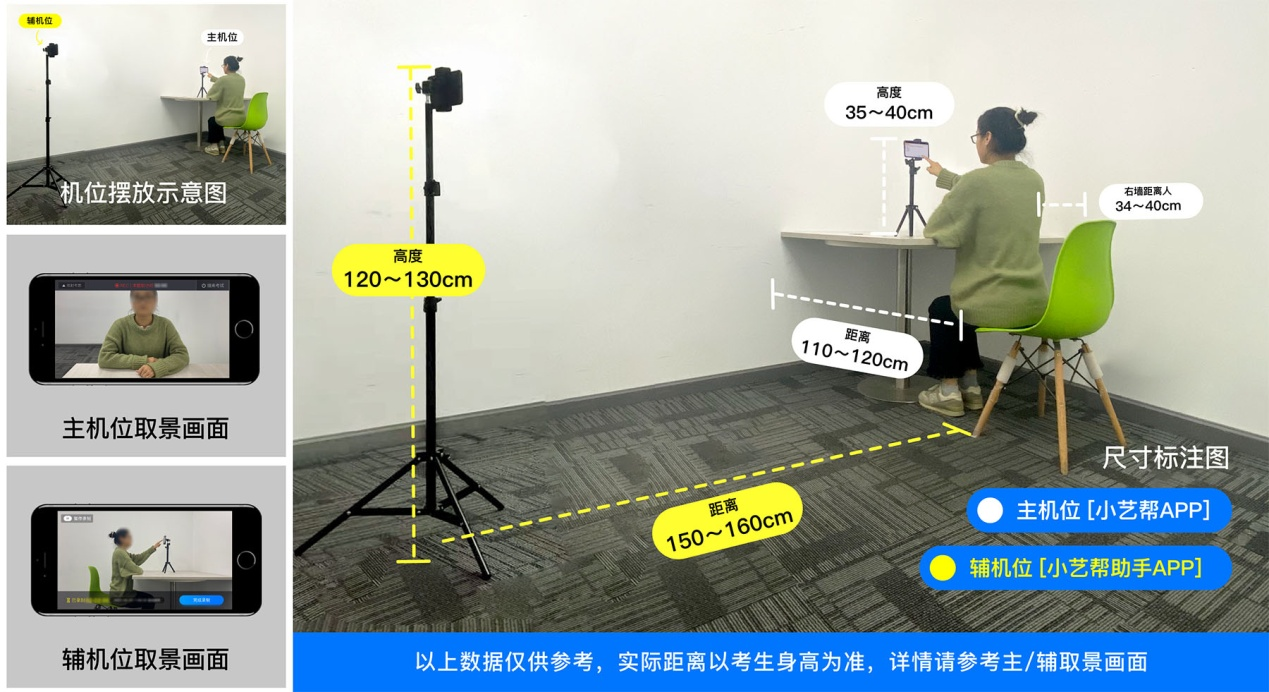 辅机位
主机位
机位摆放示意图
主机位取景画面
辅机位取景画面
高度
120～130cm
高度
35～40cm
右墙距离人
34～40cm
距离
110～120cm
距离
150～160cm
尺寸标注图
主机位 [小艺帮APP]
辅机位 [小艺帮助手APP]
以上数据仅供参考，实际距离以考生身高为准，详情请参考主/辅取景画面